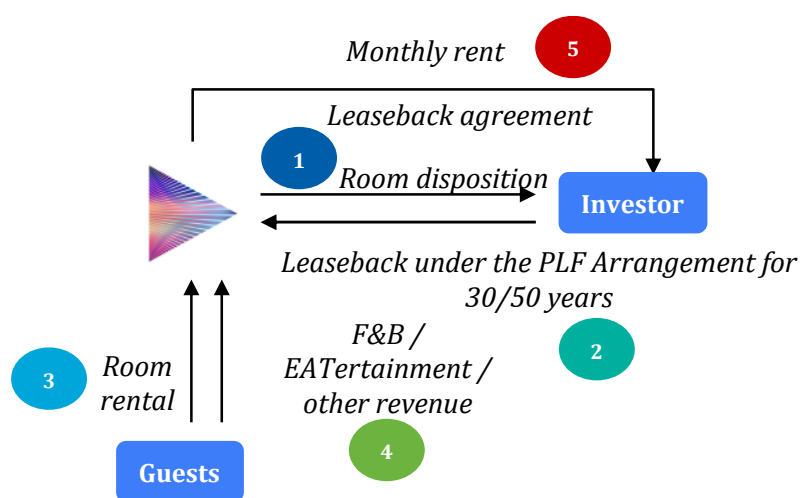 Monthly rent
5
Leaseback agreement
1
Room disposition
Investor
Leaseback under the PLF Arrangement for
30/50 years
2
F&B /
EATertainment /
other revenue
3
Room
rental
4
Guests